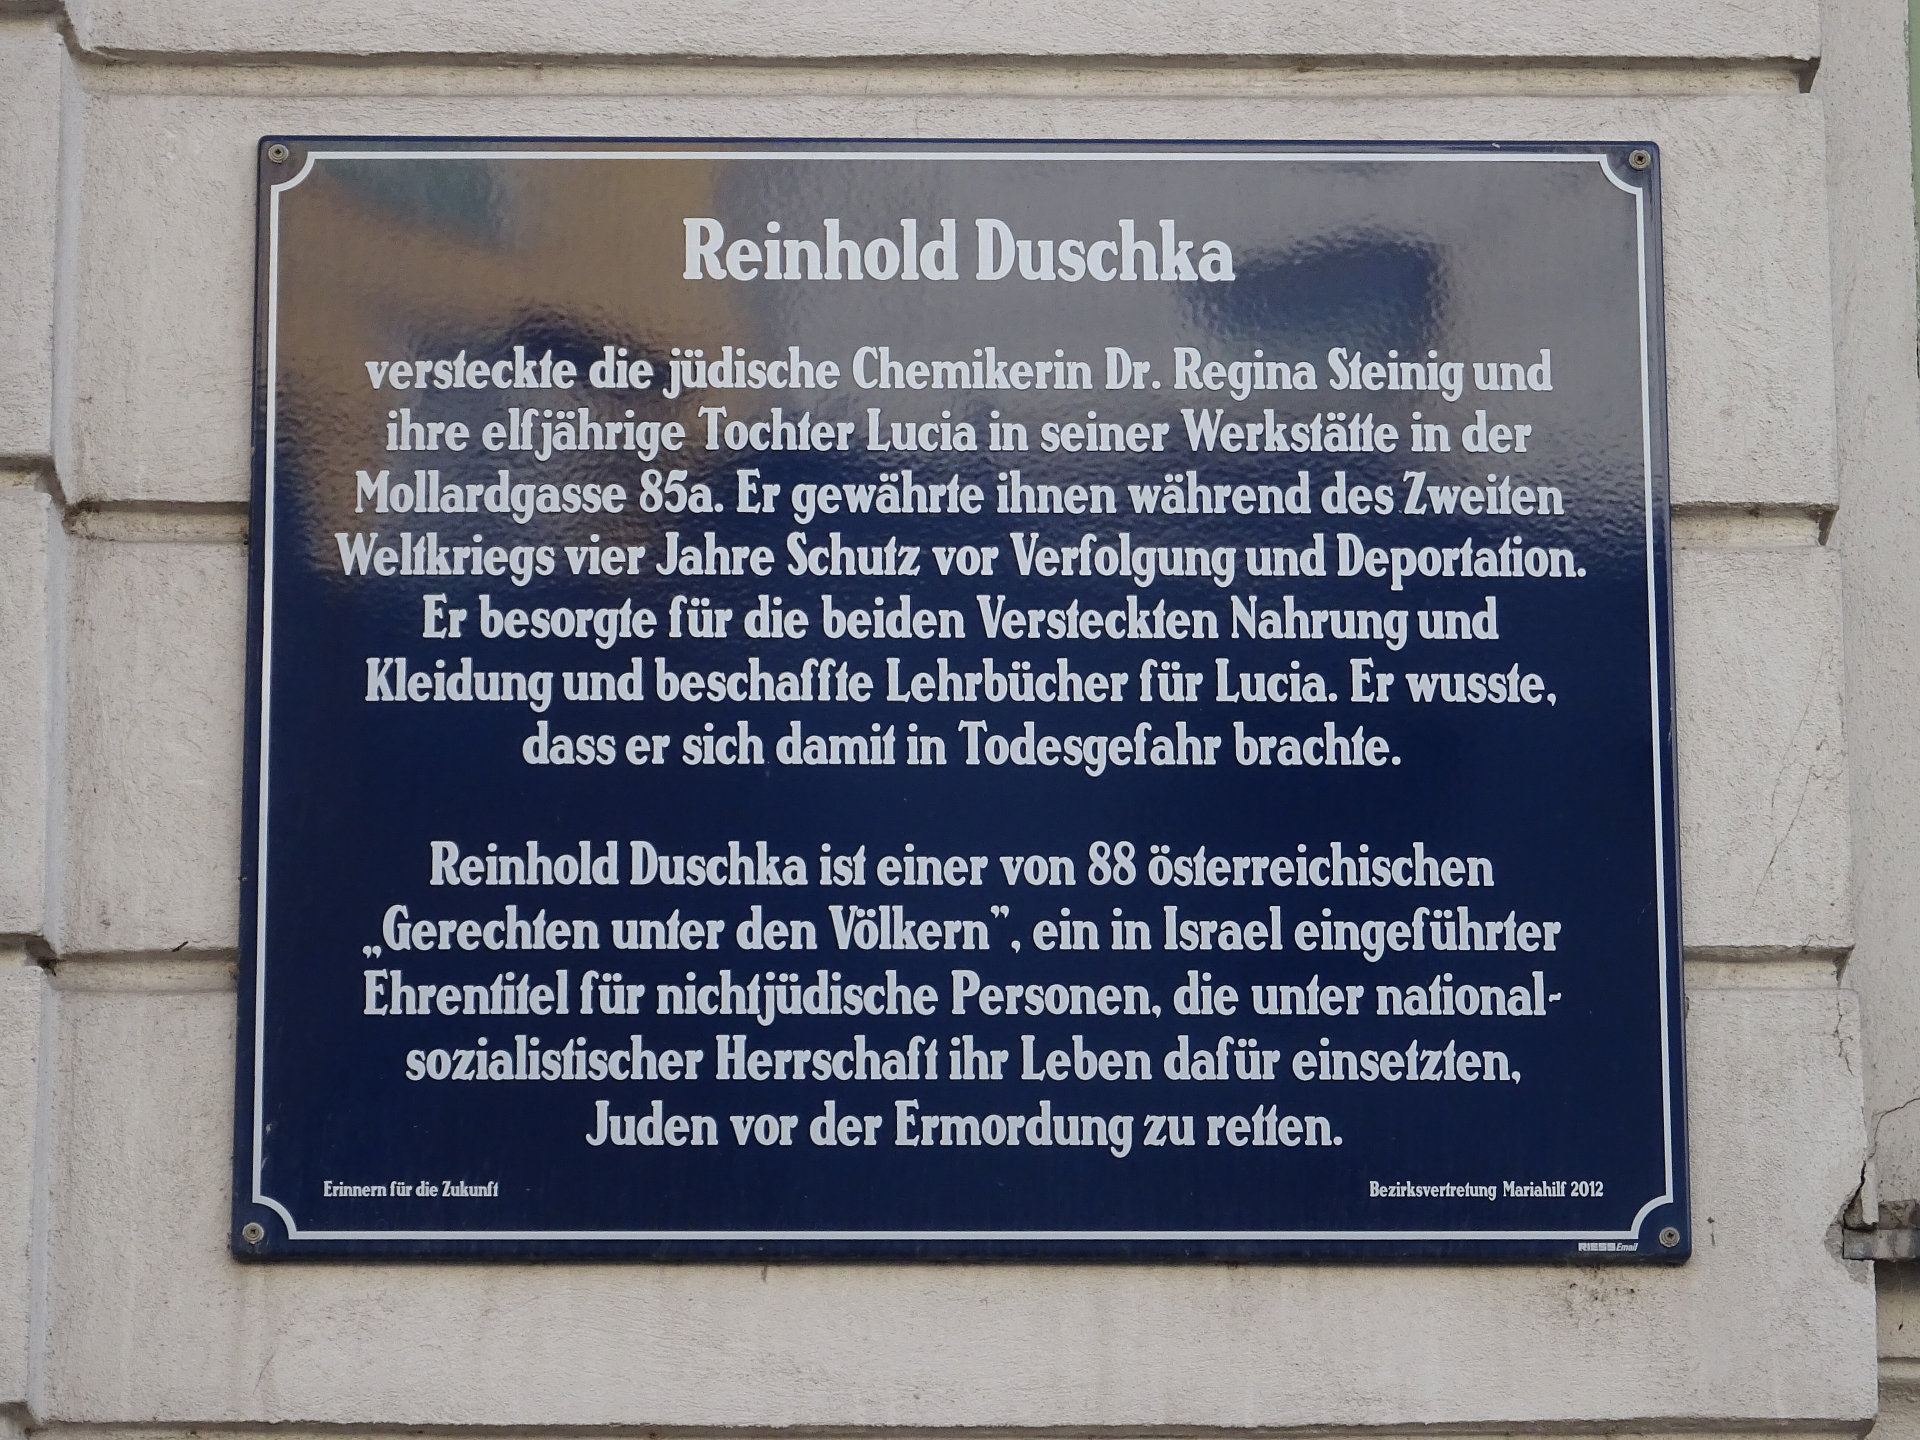 Reinhold Duschka
versteckte die jüdische Chemikerin Dr. Regina Steinig und
ihre elfjährige Tochter Lucia in seiner Werkstätte in der
Mollardgasse 85a. Er gewährte ihnen während des Zweiten
Weltkriegs vier Jahre Schutz vor Verfolgung und Deportation.
Er besorgte für die beiden Versteckten Nahrung und
Kleidung und beschaffte Lehrbücher für Lucia. Er wusste,
dass er sich damit in Todesgefahr brachte.
Reinhold Duschka ist einer von 88 österreichischen
„Gerechten unter den Völkern”, ein in Israel eingeführter
Ehrentitel für nichtjüdische Personen, die unter national-
sozialistischer Herrschaft ihr Leben dafür einsetzten,
Juden vor der Ermordung zu retten.
Erinnern für die Zukunft
Bezirksvertretung Mariahilf 2012
RIESS Email